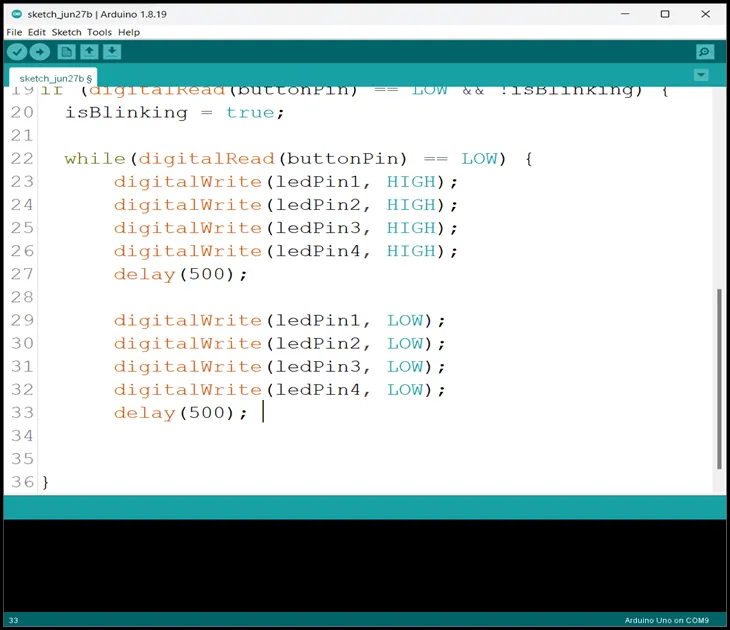 sketch_jun27b | Arduino 1.8.19
File Edit Sketch Tools Help
sketch_jun27b §
19 if (digitalRead(buttonPin) == LOW && !isBlinking) {
20 isBlinking = true;
21
22 while(digitalRead(buttonPin) == LOW) {
23 digitalWrite(ledPin1, HIGH);
24 digitalWrite(ledPin2, HIGH);
25 digitalWrite(ledPin3, HIGH);
26 digitalWrite(ledPin4, HIGH);
27 delay(500);
28
29 digitalWrite(ledPin1, LOW);
30 digitalWrite(ledPin2, LOW);
31 digitalWrite(ledPin3, LOW);
32 digitalWrite(ledPin4, LOW);
33 delay(500);
34
35
36 }
33 Arduino Uno on COM9